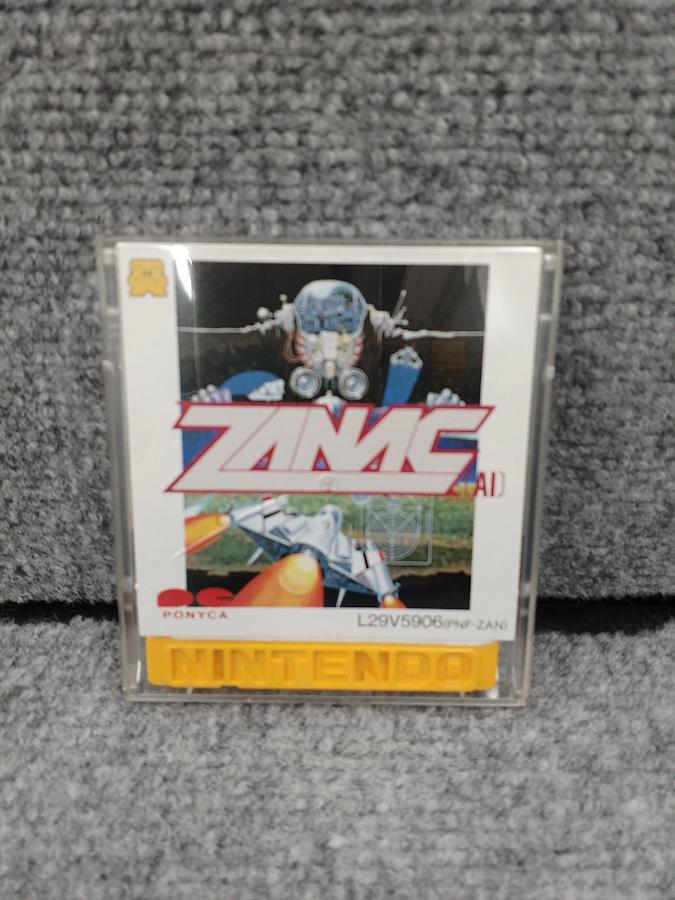 ZANAC
AI)
PONYCA
L29V5906(PNF-ZAN)
NINTENDO